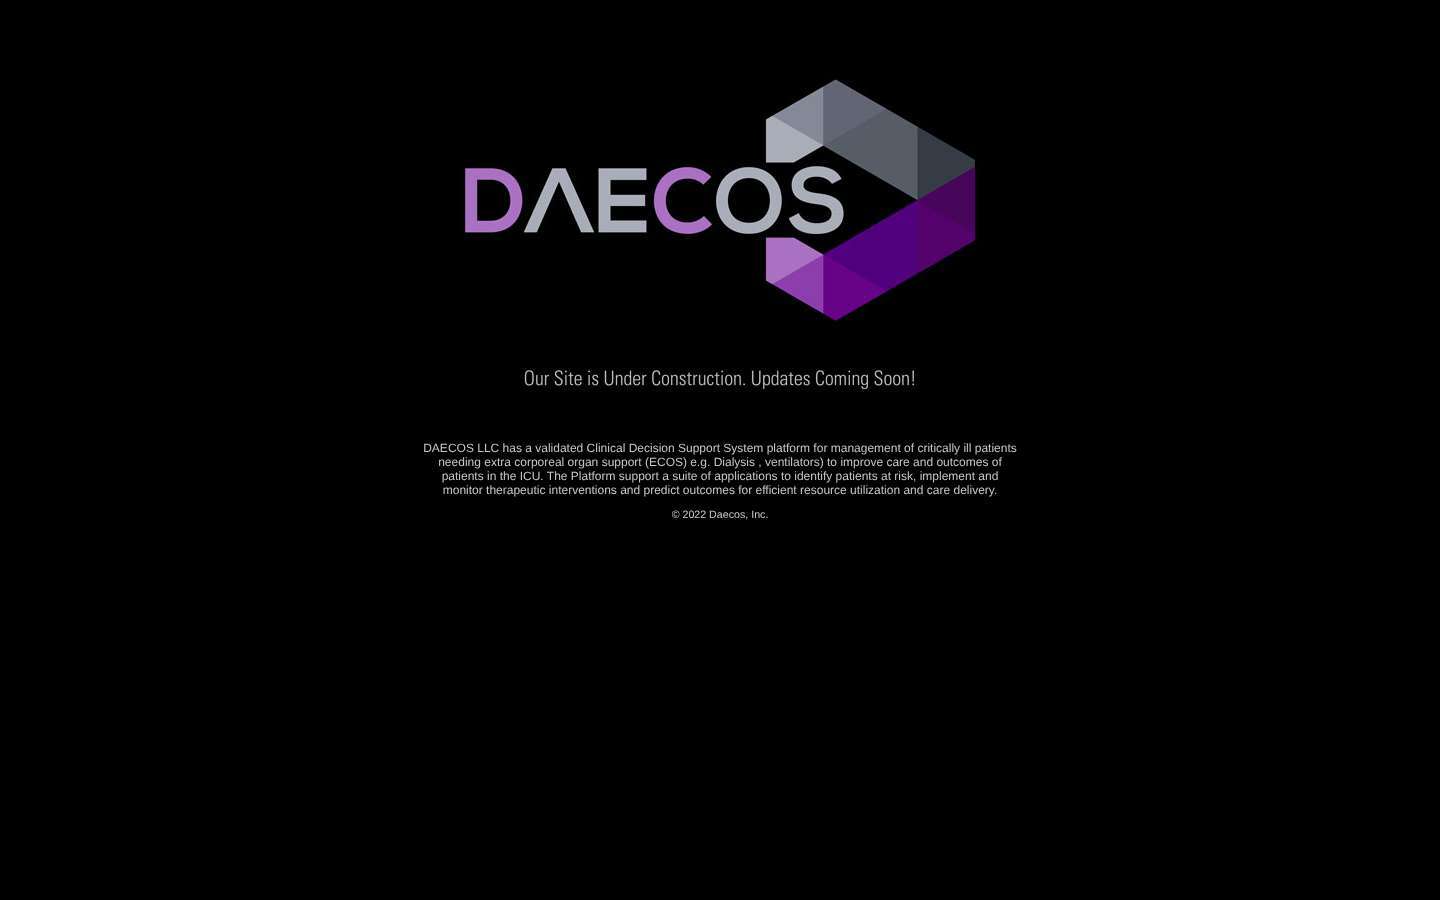 DAECOS
Our Site is Under Construction. Updates Coming Soon!
DAECOS LLC has a validated Clinical Decision Support System platform for management of critically ill patients
needing extra corporeal organ support (ECOS) e.g. Dialysis , ventilators) to improve care and outcomes of
patients in the ICU. The Platform support a suite of applications to identify patients at risk, implement and
monitor therapeutic interventions and predict outcomes for efficient resource utilization and care delivery.
© 2022 Daecos, Inc.